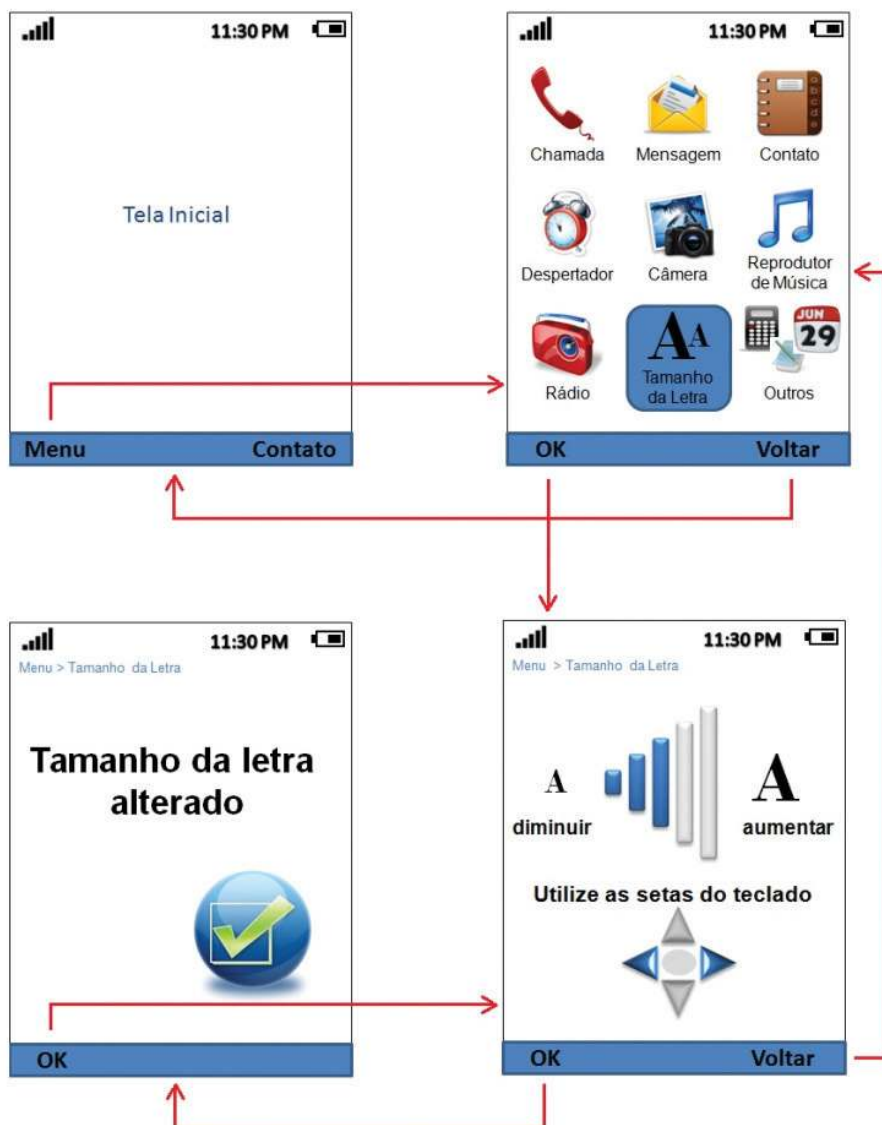 11:30 PM
Tela Inicial
Menu Contato
11:30 PM
Chamada Mensagem Contato
Despertador Câmera Reprodutor
de Música
JUN
29
A A
Rádio Tamanho
da Letra Outros
OK Voltar
11:30 PM
Menu > Tamanho da Letra
Tamanho da letra
alterado
OK
11:30 PM
Menu > Tamanho da Letra
A A
diminuir aumentar
Utilize as setas do teclado
OK Voltar